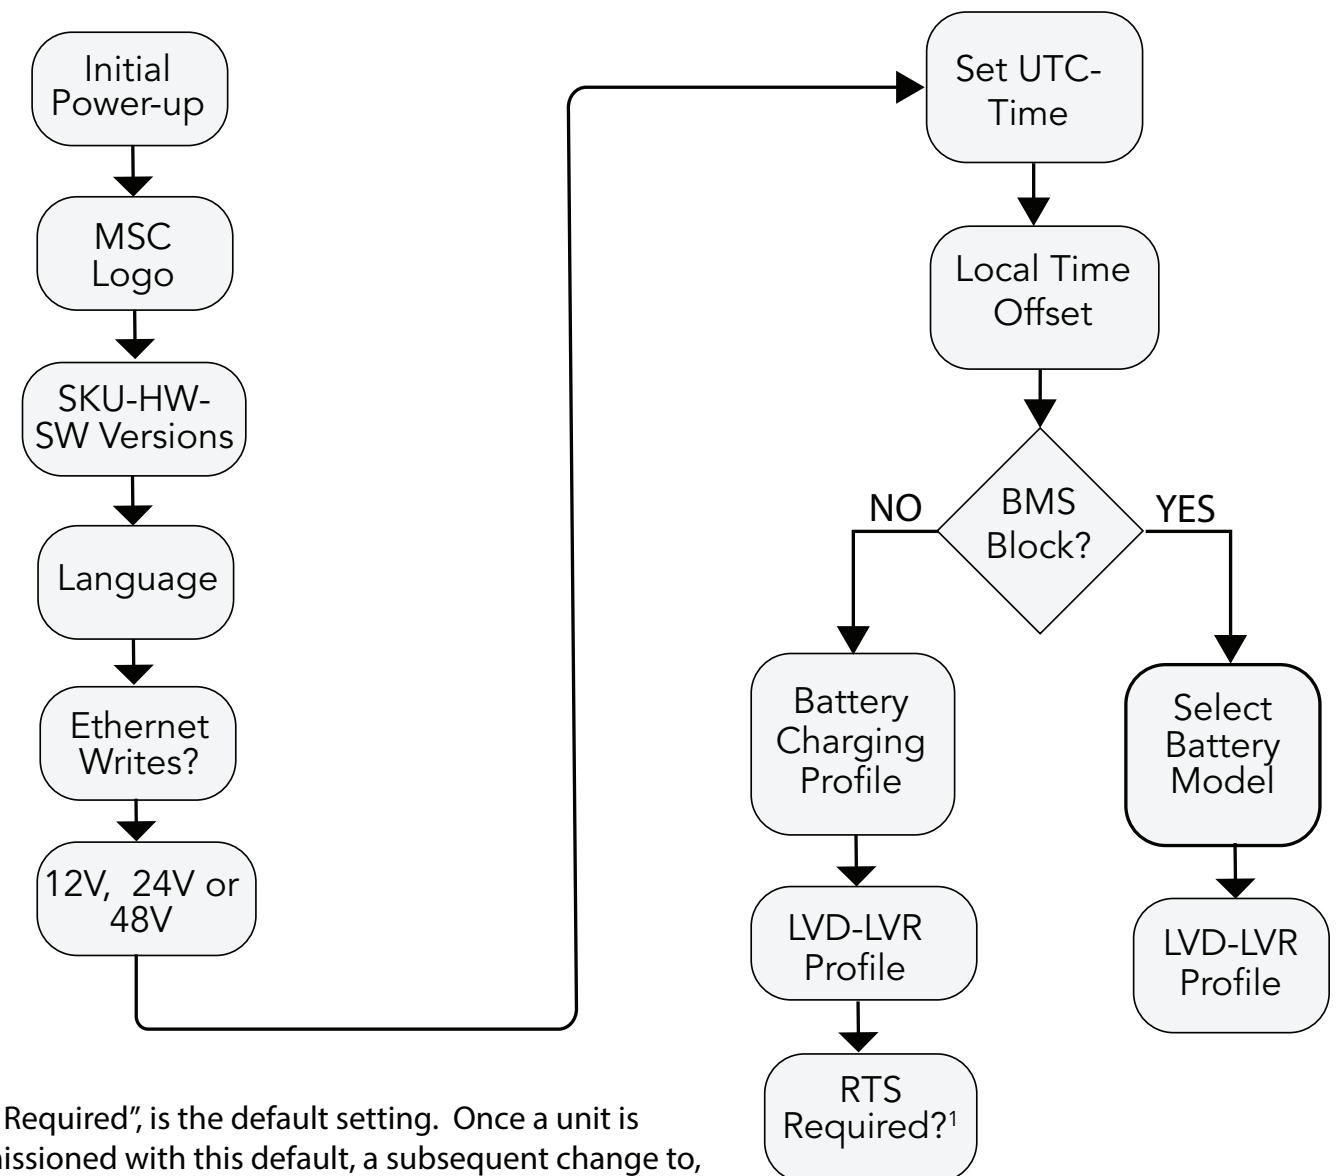 Initial
Power-up
MSC
Logo
SKU-HW-
SW Versions
Language
Ethernet
Writes?
12V, 24V or
48V
Set UTC-
Time
Local Time
Offset
BMS
Block?
NO
YES
Battery
Charging
Profile
LVD-LVR
Profile
RTS
Required?¹
Select
Battery
Model
LVD-LVR
Profile
Required", is the default setting. Once a unit is
with this default, a subsequent change to,